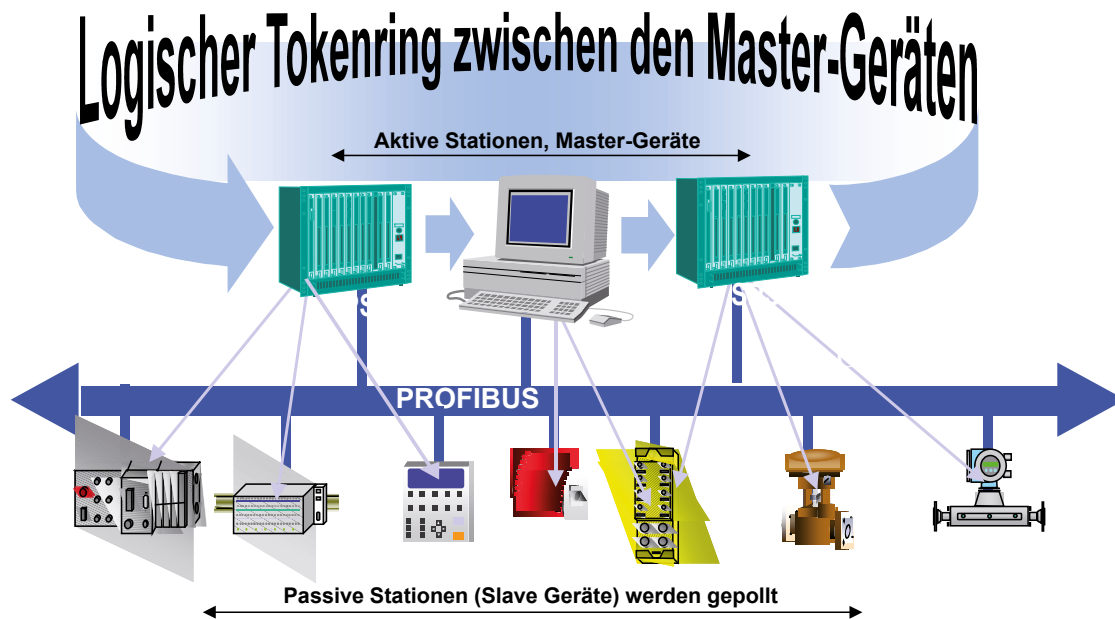 Logischer Tokenring zwischen den Master-Geräten
Aktive Stationen, Master-Geräte
PROFIBUS
Passive Stationen (Slave Geräte) werden gepollt